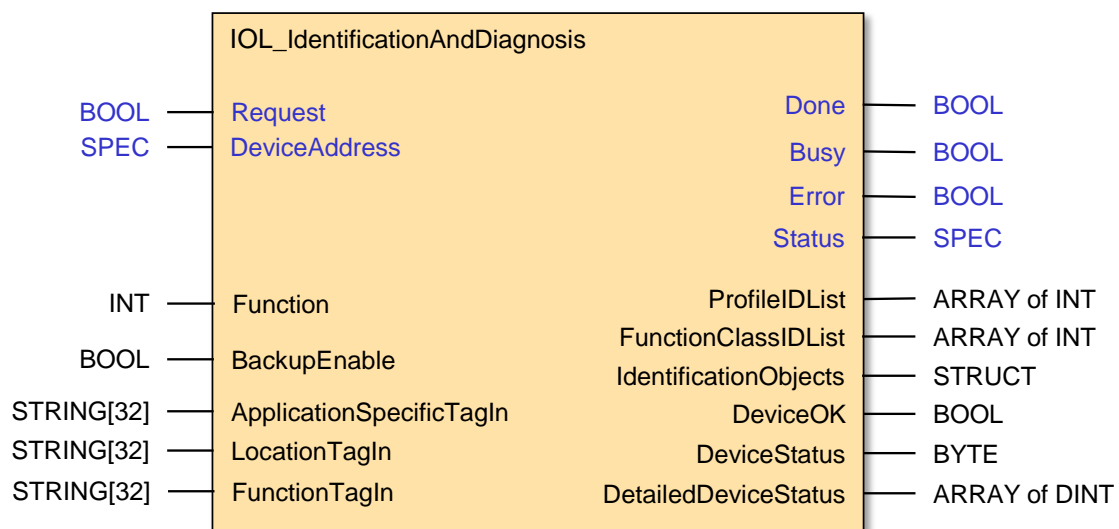 IOL_IdentificationAndDiagnosis
BOOL Request Done BOOL
SPEC DeviceAddress Busy BOOL
Error BOOL
Status SPEC
INT Function ProfileIDList ARRAY of INT
FunctionClassIDList ARRAY of INT
BOOL BackupEnable IdentificationObjects STRUCT
STRING[32] ApplicationSpecificTagIn DeviceOK BOOL
STRING[32] LocationTagIn DeviceStatus BYTE
STRING[32] FunctionTagIn DetailedDeviceStatus ARRAY of DINT